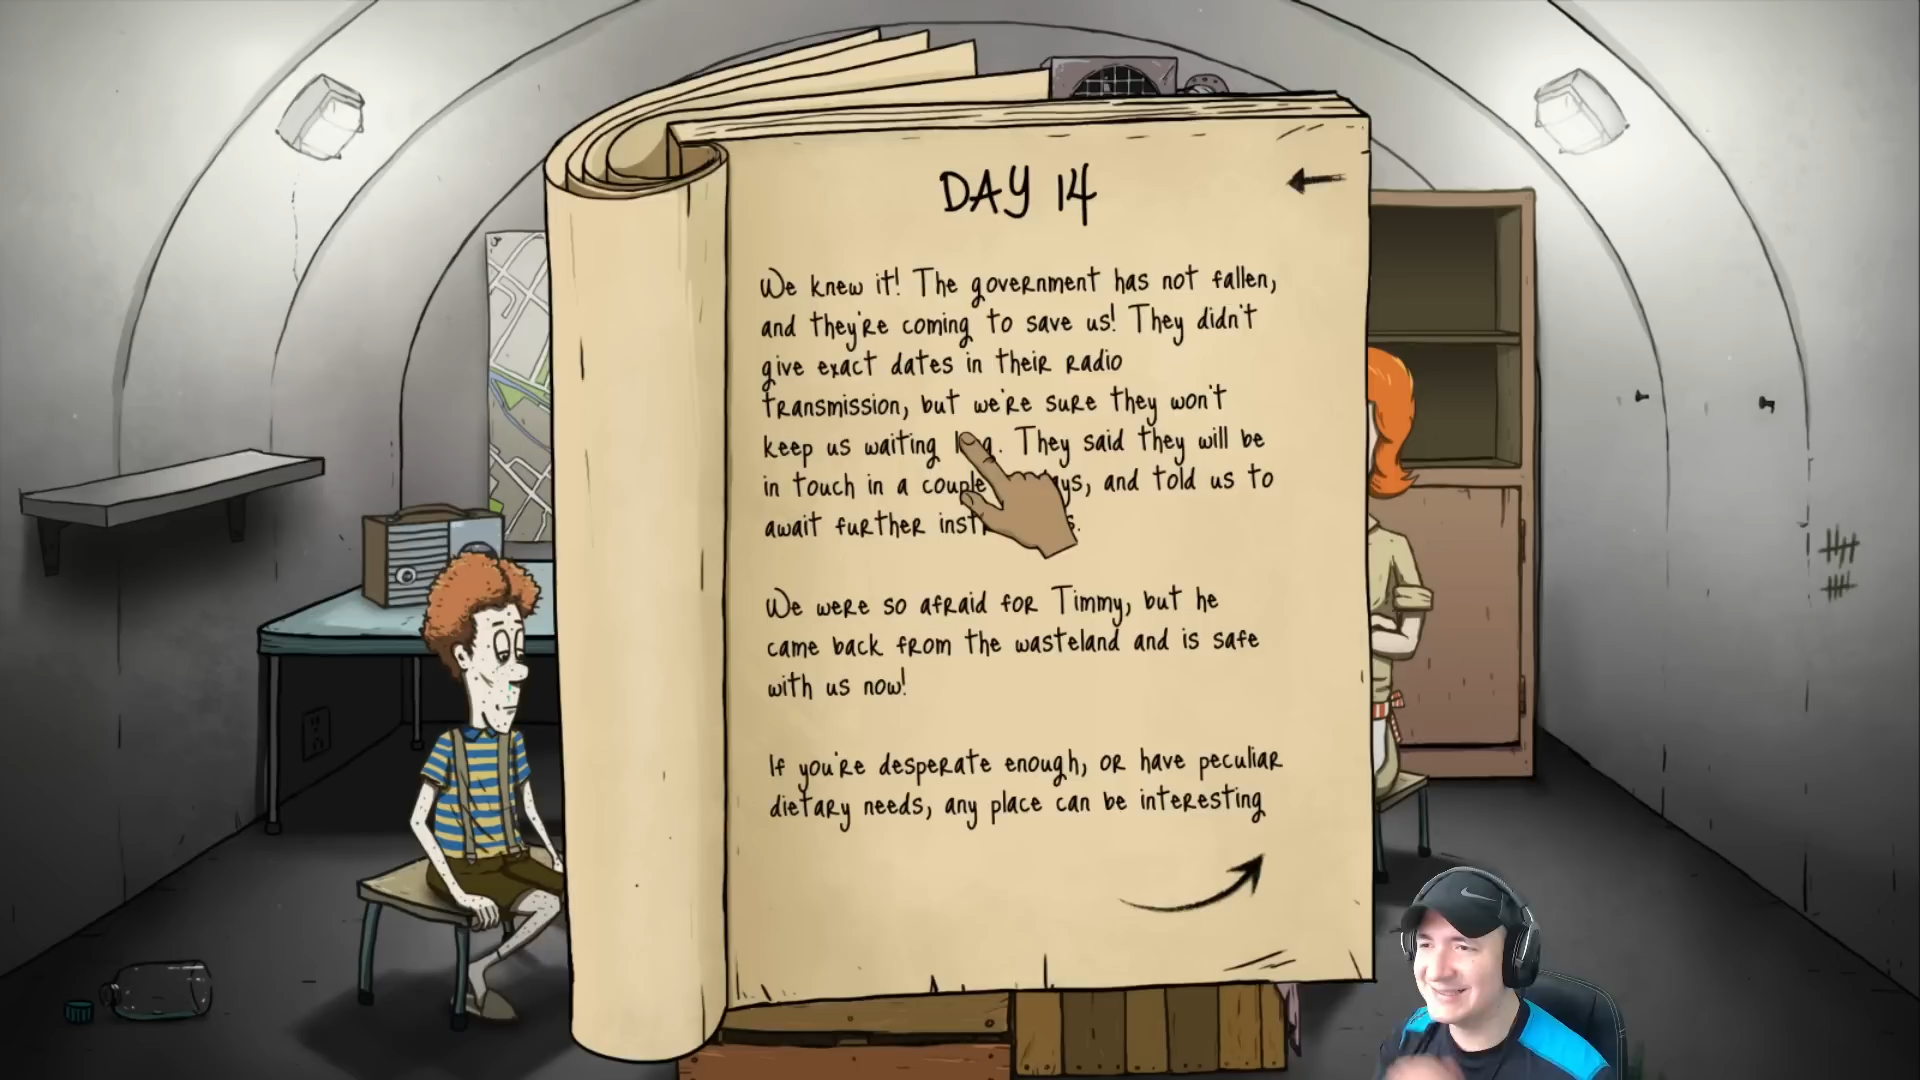 DAY 14
We knew it! The government has not fallen,
and they're coming to save us! They didn't
give exact dates in their radio
transmission, but we're sure they won't
keep us waiting . They said they will be
in touch in a couple , and told us to
await further
We were so afraid for Timmy, but he
came back from the wasteland and is safe
with us now!
If you're desperate enough, or have peculiar
dietary needs, any place can be interesting